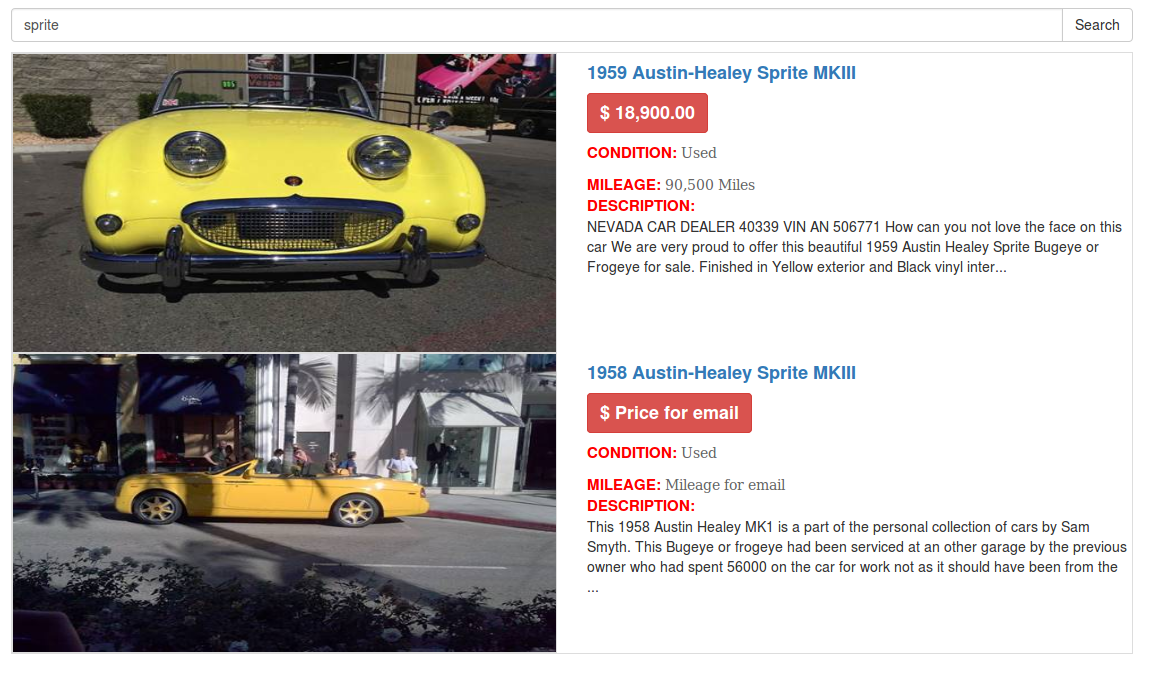 sprite
Search
1959 Austin-Healey Sprite MKIII
$ 18,900.00
CONDITION: Used
MILEAGE: 90,500 Miles
DESCRIPTION:
NEVADA CAR DEALER 40339 VIN AN 506771 How can you not love the face on this
car We are very proud to offer this beautiful 1959 Austin Healey Sprite Bugeye or
Frogeye for sale. Finished in Yellow exterior and Black vinyl inter...
1958 Austin-Healey Sprite MKIII
$ Price for email
CONDITION: Used
MILEAGE: Mileage for email
DESCRIPTION:
This 1958 Austin Healey MK1 is a part of the personal collection of cars by Sam
Smyth. This Bugeye or frogeye had been serviced at an other garage by the previous
owner who had spent 56000 on the car for work not as it should have been from the
...